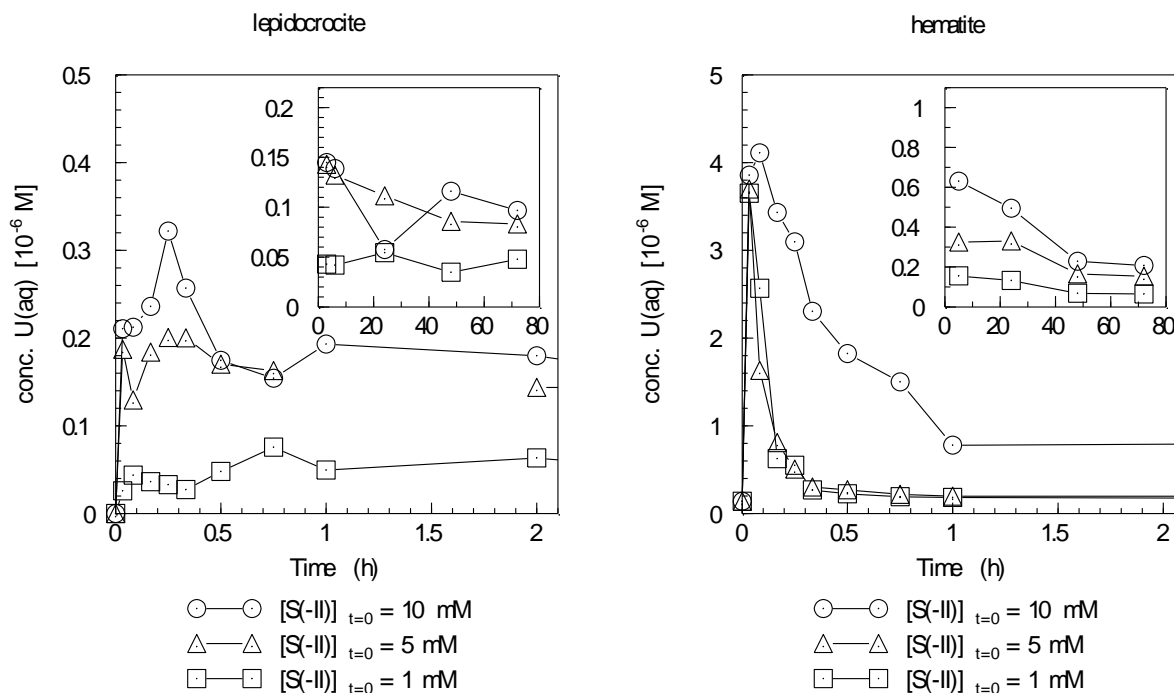 lepidocrocite
conc. U(aq) [10⁻⁶ M]
0.5
0.4
0.3
0.2
0.1
0
0 0.5 1 2
Time (h)
0.2
0.15
0.1
0.05
0
0 20 40 60 80
[S(-II)] t=0 = 10 mM
[S(-II)] t=0 = 5 mM
[S(-II)] t=0 = 1 mM
hematite
conc. U(aq) [10⁻⁶ M]
5
4
3
2
1
0
0 0.5 1 2
Time (h)
1
0.8
0.6
0.4
0.2
0
0 20 40 60 80
[S(-II)] t=0 = 10 mM
[S(-II)] t=0 = 5 mM
[S(-II)] t=0 = 1 mM